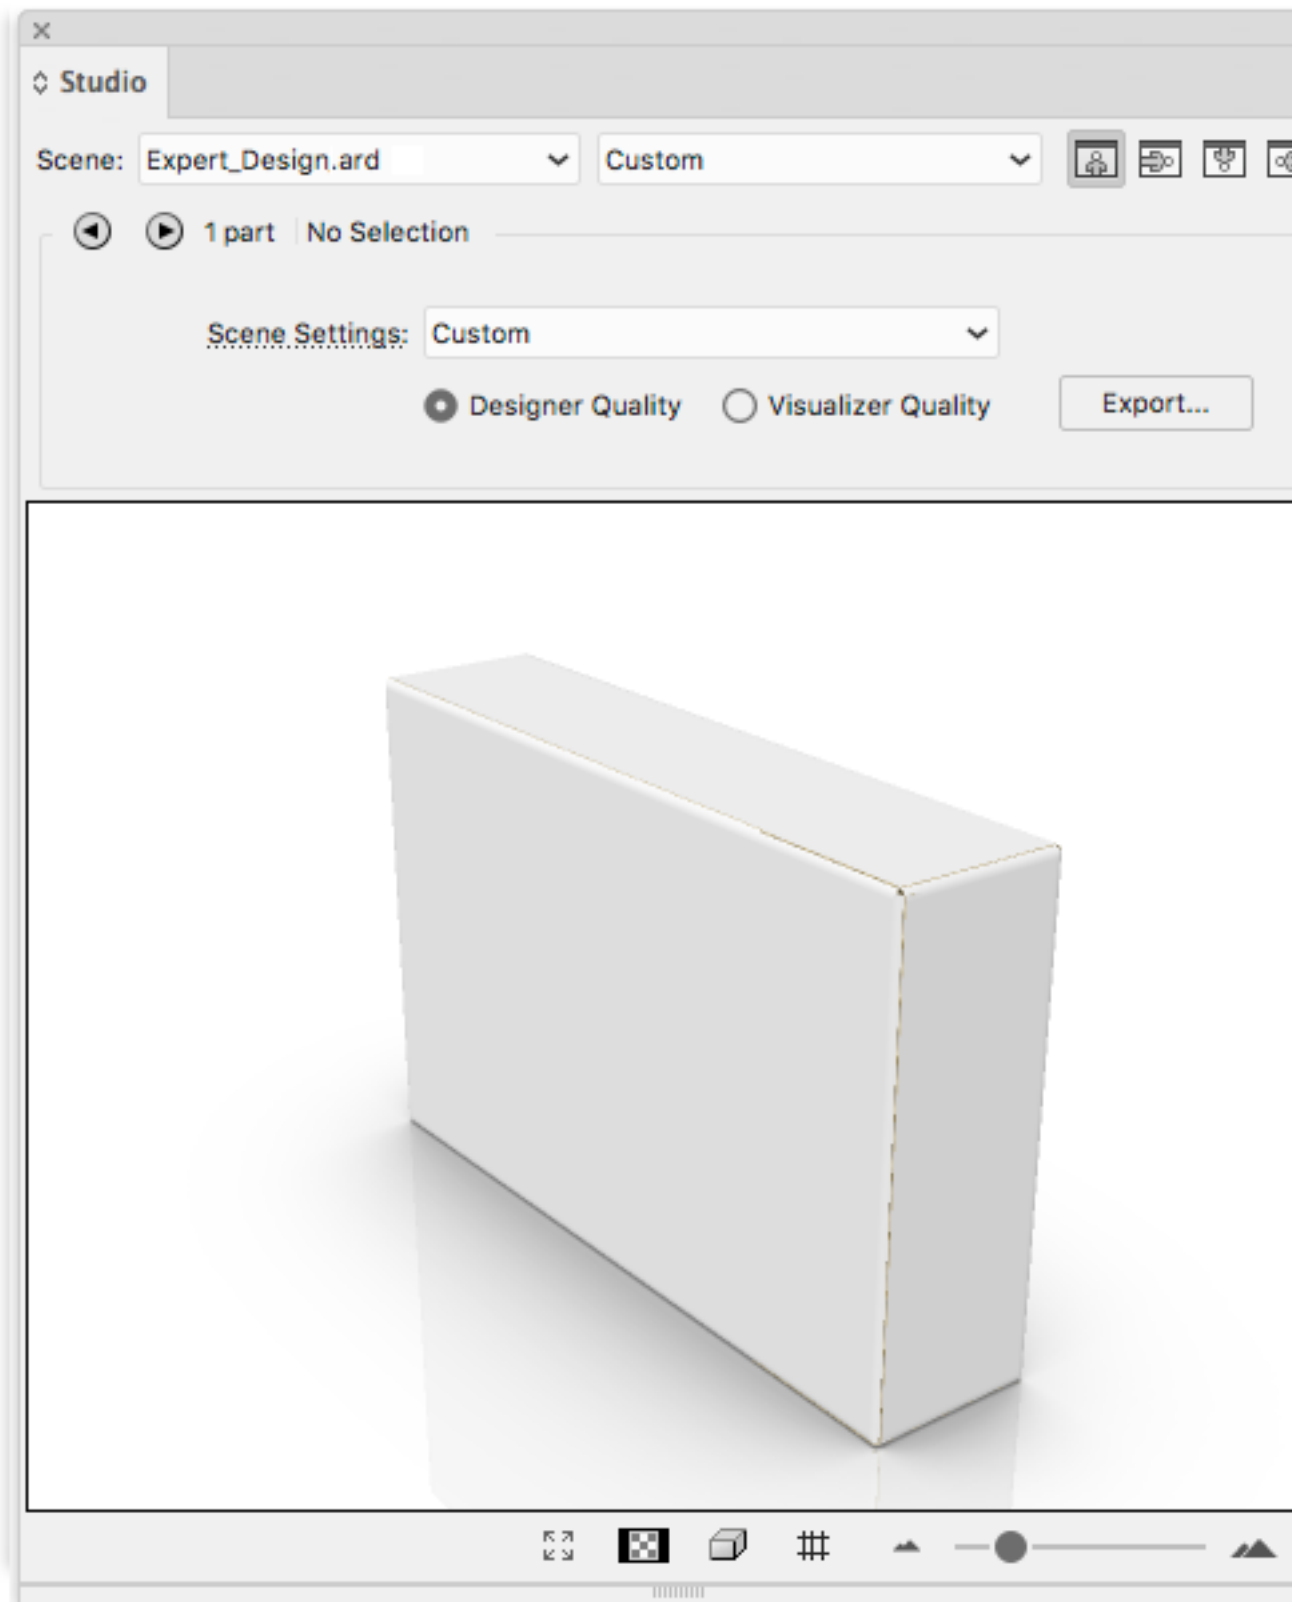 Studio
Scene: Expert_Design.ard Custom
1 part No Selection
Scene Settings: Custom
Designer Quality Visualizer Quality Export...